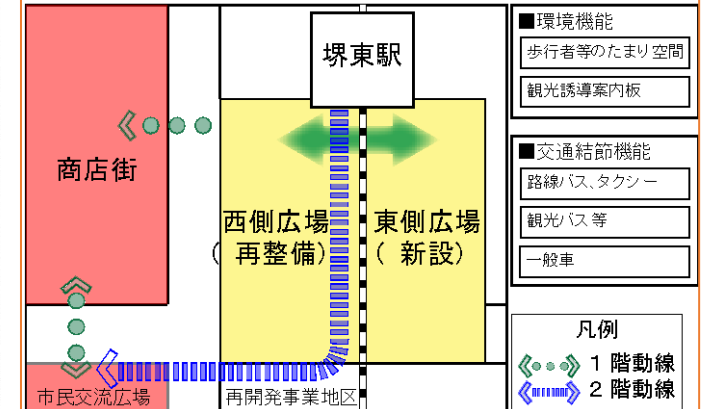 堺東駅
商店街
西側広場
( 再整備)
東側広場
( 新設)
市民交流広場
再開発事業地区
■環境機能
歩行者等のたまり空間
観光誘導案内板
■交通結節機能
路線バス、タクシー
観光バス等
一般車
凡例
1 階動線
2 階動線